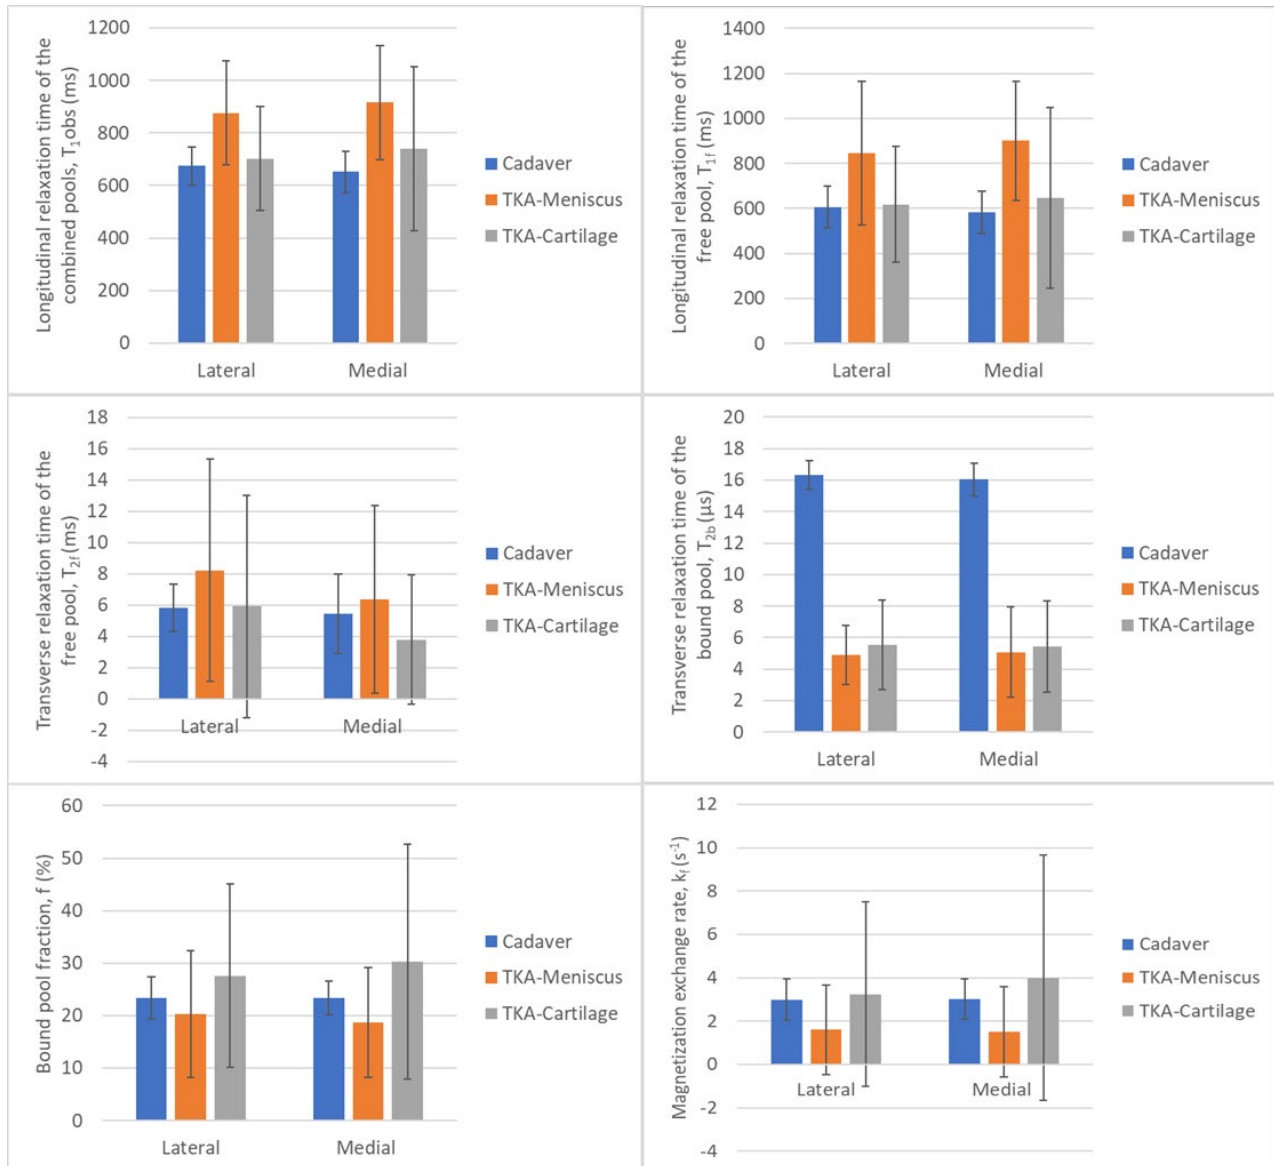 Longitudinal relaxation time of the
combined pools, T₁obs (ms)
1200
1000
800
600
400
200
0
Lateral
Medial
Cadaver
TKA-Meniscus
TKA-Cartilage
Longitudinal relaxation time of the
free pool, T₁f (ms)
1400
1200
1000
800
600
400
200
0
Lateral
Medial
Cadaver
TKA-Meniscus
TKA-Cartilage
Transverse relaxation time of the
free pool, T₂f (ms)
18
16
14
12
10
8
6
4
2
0
-2
-4
Lateral
Medial
Cadaver
TKA-Meniscus
TKA-Cartilage
Transverse relaxation time of the
bound pool, T₂b (µs)
20
18
16
14
12
10
8
6
4
2
0
Lateral
Medial
Cadaver
TKA-Meniscus
TKA-Cartilage
Bound pool fraction, f (%)
60
50
40
30
20
10
0
Lateral
Medial
Cadaver
TKA-Meniscus
TKA-Cartilage
Magnetization exchange rate, kf (s⁻¹)
12
10
8
6
4
2
0
-2
-4
Lateral
Medial
Cadaver
TKA-Meniscus
TKA-Cartilage